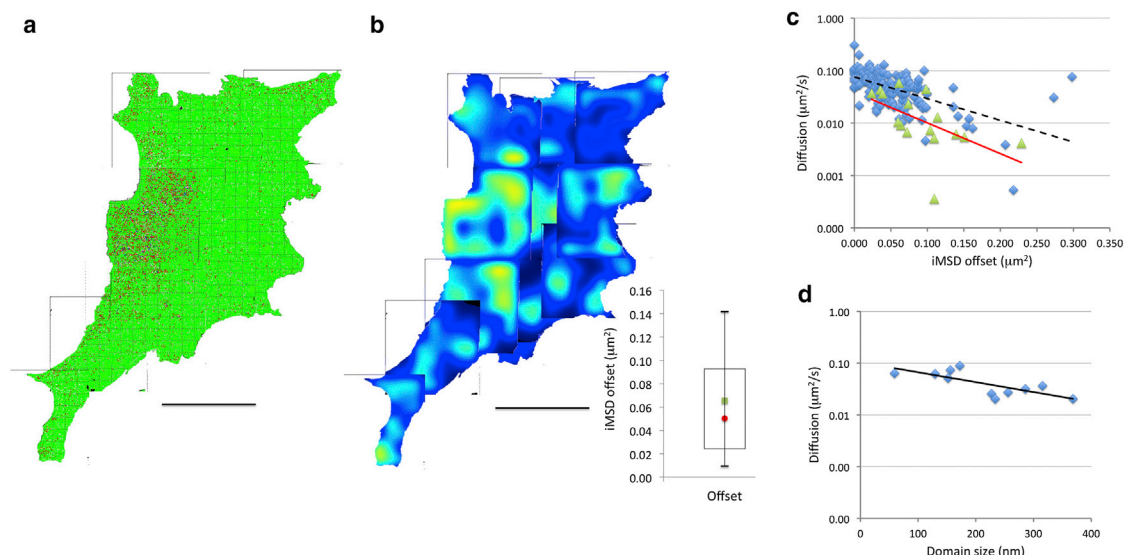 a
b
c
d
1.000
0.100
0.010
0.001
0.000
Diffusion (µm²/s)
0.000 0.050 0.100 0.150 0.200 0.250 0.300 0.350
iMSD offset (µm²)
0.16
0.14
0.12
0.10
0.08
0.06
0.04
0.02
0.00
iMSD offset (µm²)
Offset
1.00
0.10
0.01
0.00
0.00
Diffusion (µm²/s)
0 100 200 300 400
Domain size (nm)